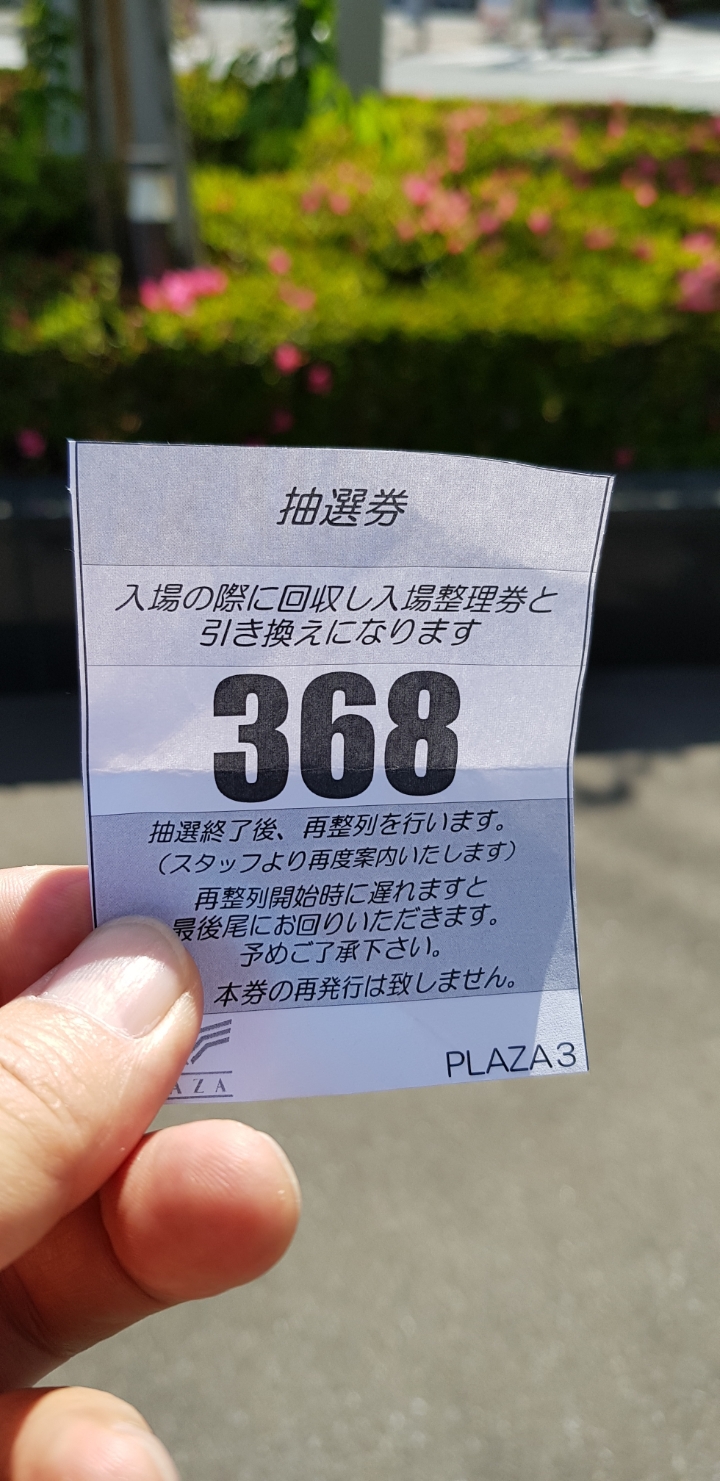 抽選券
入場の際に回収し入場整理券と
引き換えになります
368
抽選終了後、再整列を行います。
（スタッフより再度案内いたします）
再整列開始時に遅れますと
最後尾にお回りいただきます。
予めご了承下さい。
本券の再発行は致しません。
AZA
PLAZA3